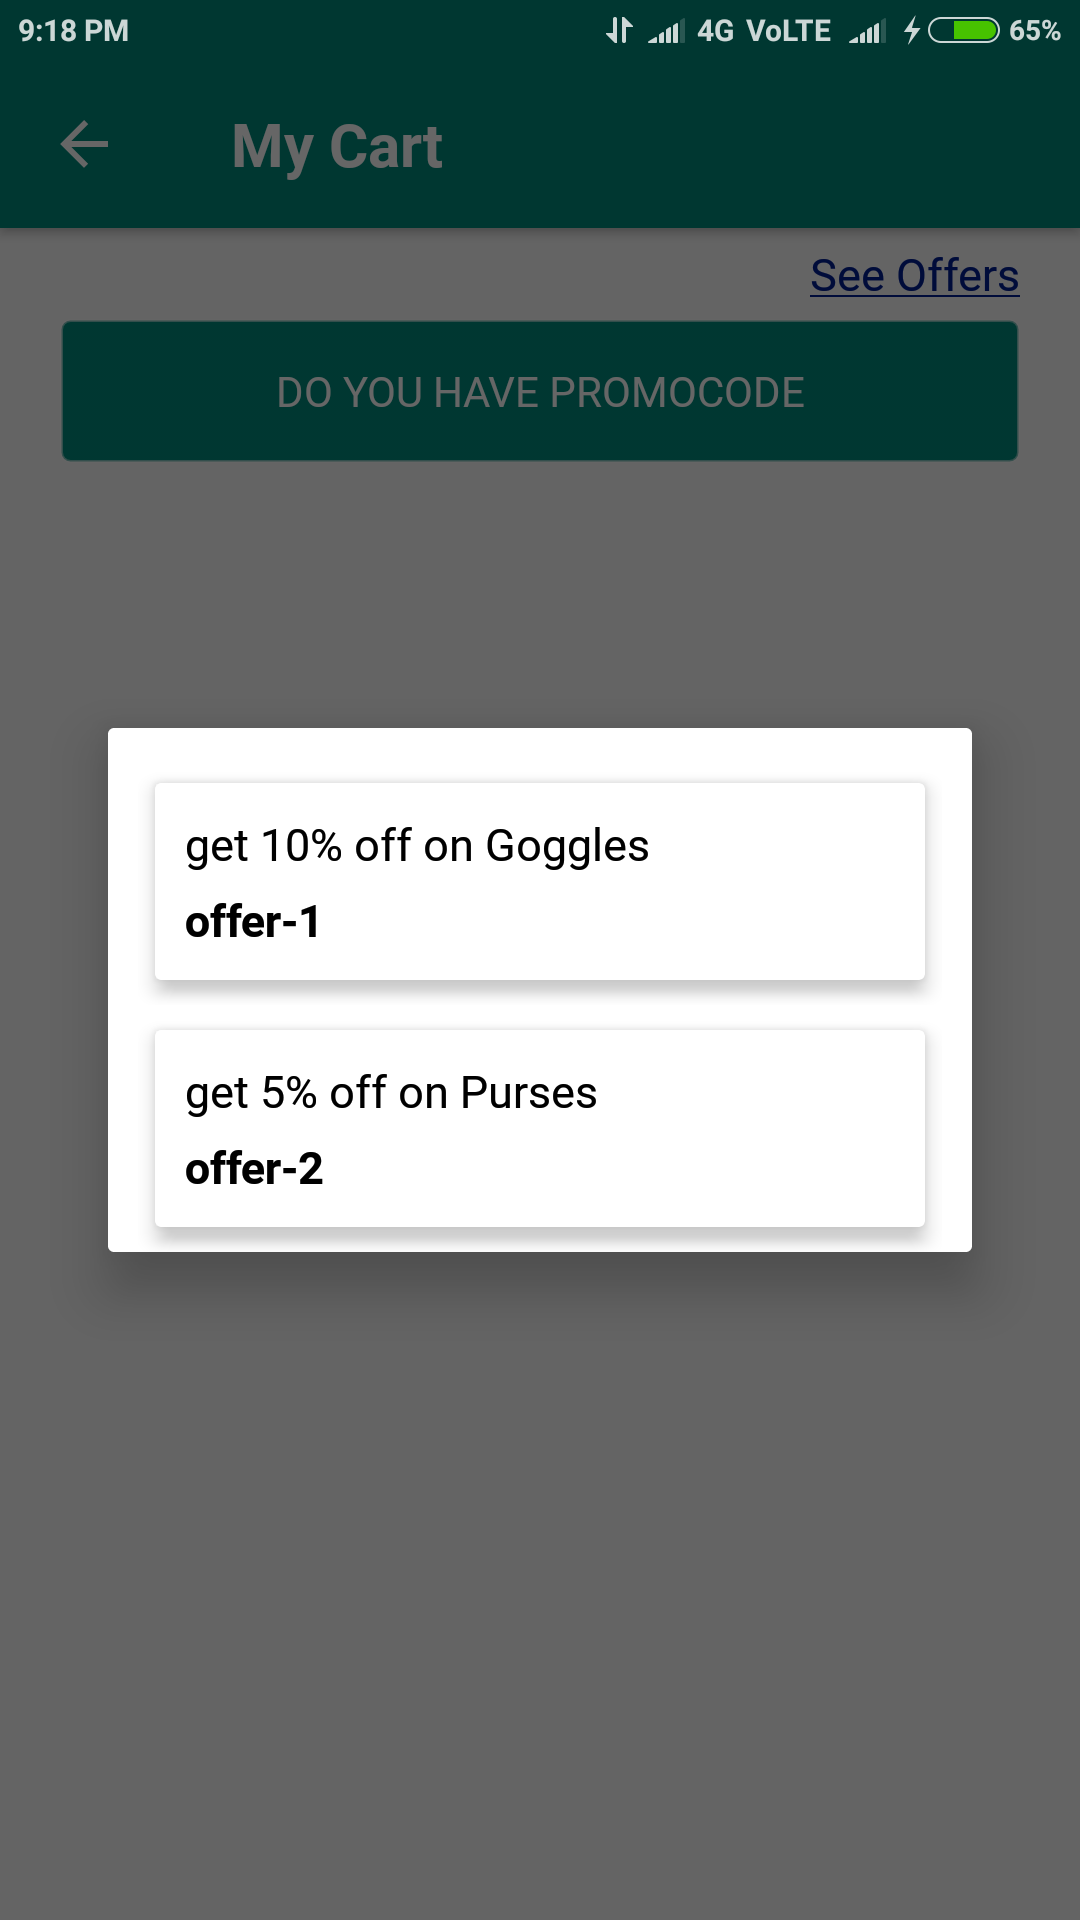 9:18 PM 4G VoLTE 65%
My Cart
See Offers
DO YOU HAVE PROMOCODE
get 10% off on Goggles
offer-1
get 5% off on Purses
offer-2